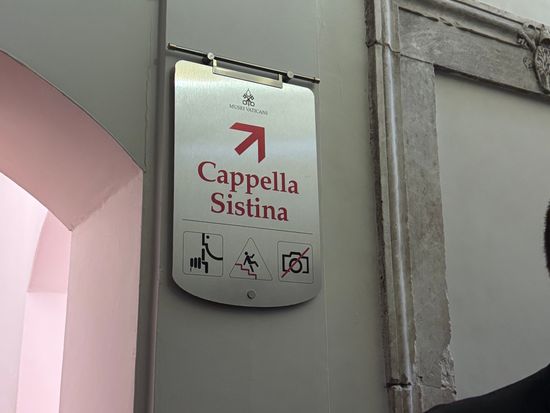 MUSEI VATICANI
Cappella
Sistina